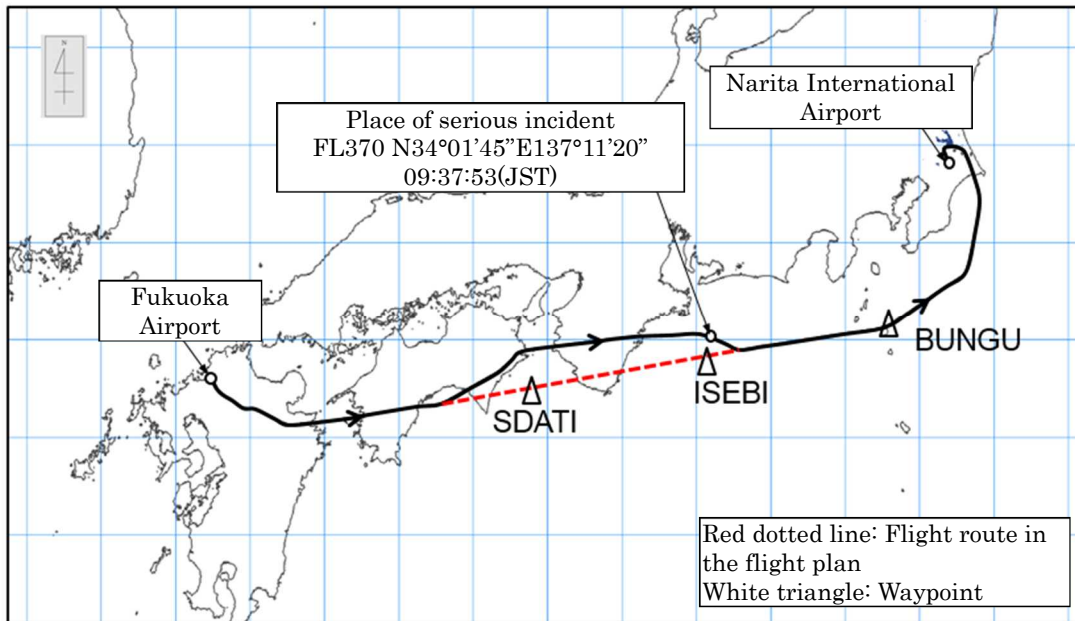 N
Narita International
Airport
Place of serious incident
FL370 N34°01’45”E137°11’20”
09:37:53(JST)
Fukuoka
Airport
BUNGU
ISEBI
SDATI
Red dotted line: Flight route in
the flight plan
White triangle: Waypoint